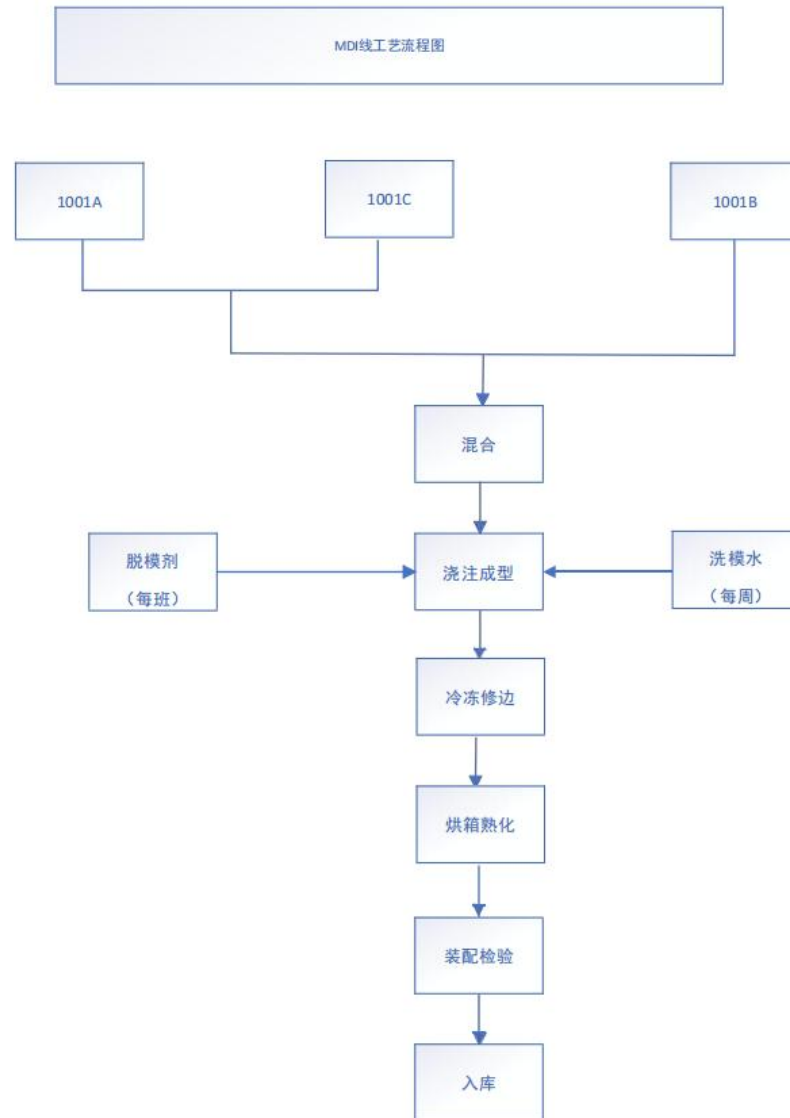 MDI线工艺流程图
1001A
1001C
1001B
混合
脱模剂
（每班）
浇注成型
洗模水
（每周）
冷冻修边
烘箱熟化
装配检验
入库